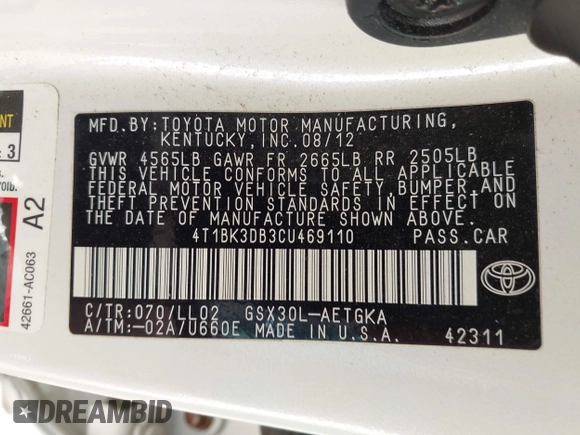 MFD. BY: TOYOTA MOTOR MANUFACTURING,
KENTUCKY, INC. 08/12
GVWR 4565LB GAWR FR 2665LB RR 2505LB
THIS VEHICLE CONFORMS TO ALL APPLICABLE
FEDERAL MOTOR VEHICLE SAFETY, BUMPER, AND
THEFT PREVENTION STANDARDS IN EFFECT ON
THE DATE OF MANUFACTURE SHOWN ABOVE.
4T1BK3DB3CU469110 PASS.CAR
C/TR:070/LL02 GSX30L-AETGKA
A/TM:-02A/U660E MADE IN U.S.A.
42311
TOYOTA
3
A2
42661-AC063
DREAMBID